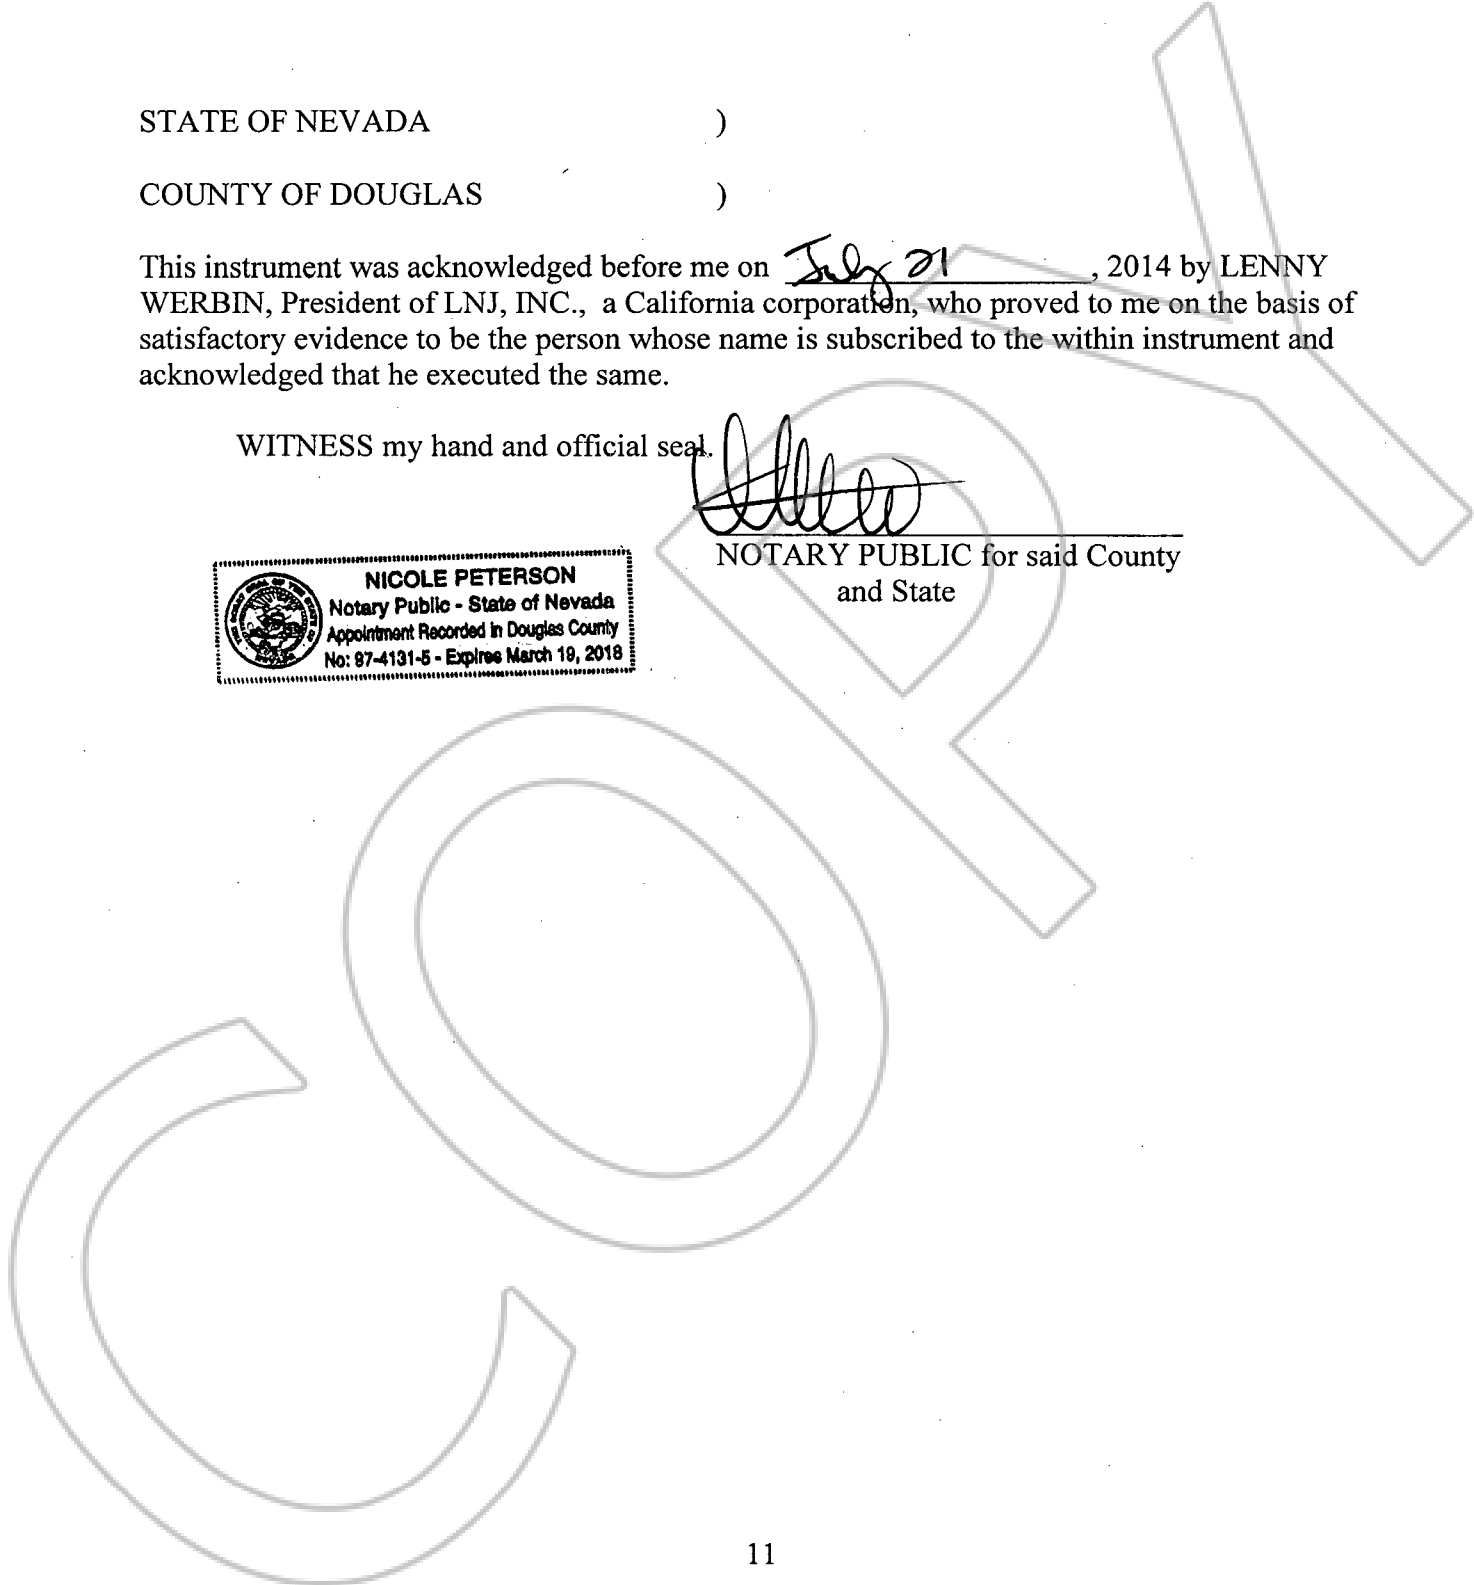 STATE OF NEVADA )
COUNTY OF DOUGLAS )
This instrument was acknowledged before me on July 21, 2014 by LENNY
WERBIN, President of LNJ, INC., a California corporation, who proved to me on the basis of
satisfactory evidence to be the person whose name is subscribed to the within instrument and
acknowledged that he executed the same.
WITNESS my hand and official seal.
NOTARY PUBLIC for said County
and State
NICOLE PETERSON
Notary Public - State of Nevada
Appointment Recorded in Douglas County
No: 97-4131-5 - Expires March 19, 2018
COPY
11